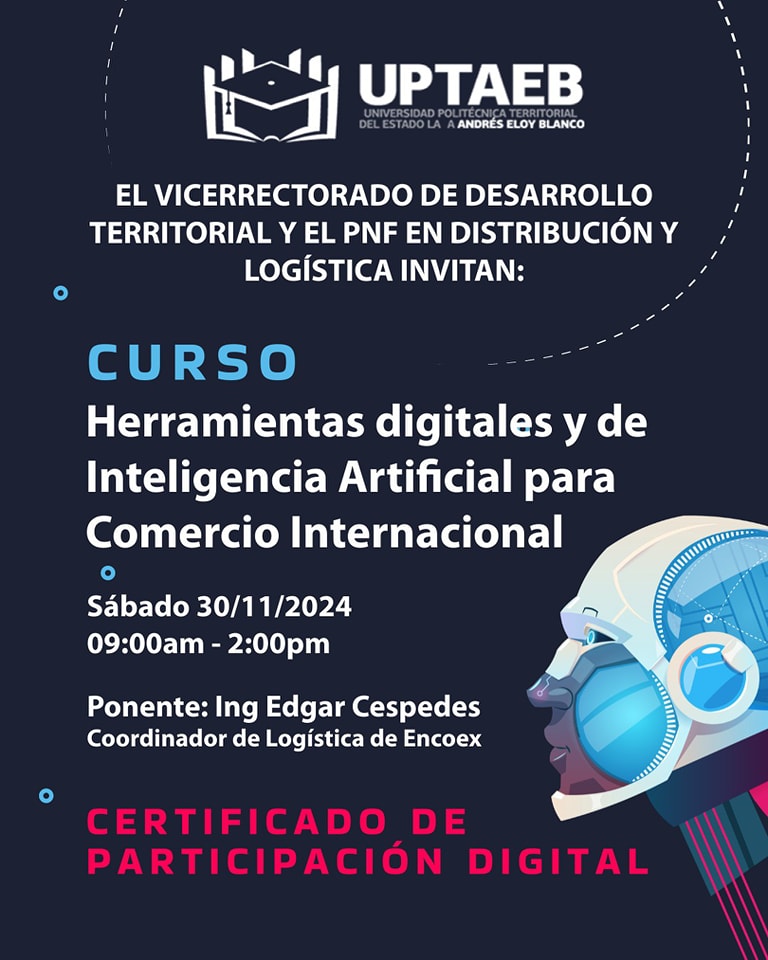 UPTAEB
UNIVERSIDAD POLITÉCNICA TERRITORIAL
DEL ESTADO LA A ANDRÉS ELOY BLANCO
EL VICERRECTORADO DE DESARROLLO
TERRITORIAL Y EL PNF EN DISTRIBUCIÓN Y
LOGÍSTICA INVITAN:
CURSO
Herramientas digitales y de
Inteligencia Artificial para
Comercio Internacional
Sábado 30/11/2024
09:00am - 2:00pm
Ponente: Ing Edgar Cespedes
Coordinador de Logística de Encoex
CERTIFICADO DE
PARTICIPACIÓN DIGITAL